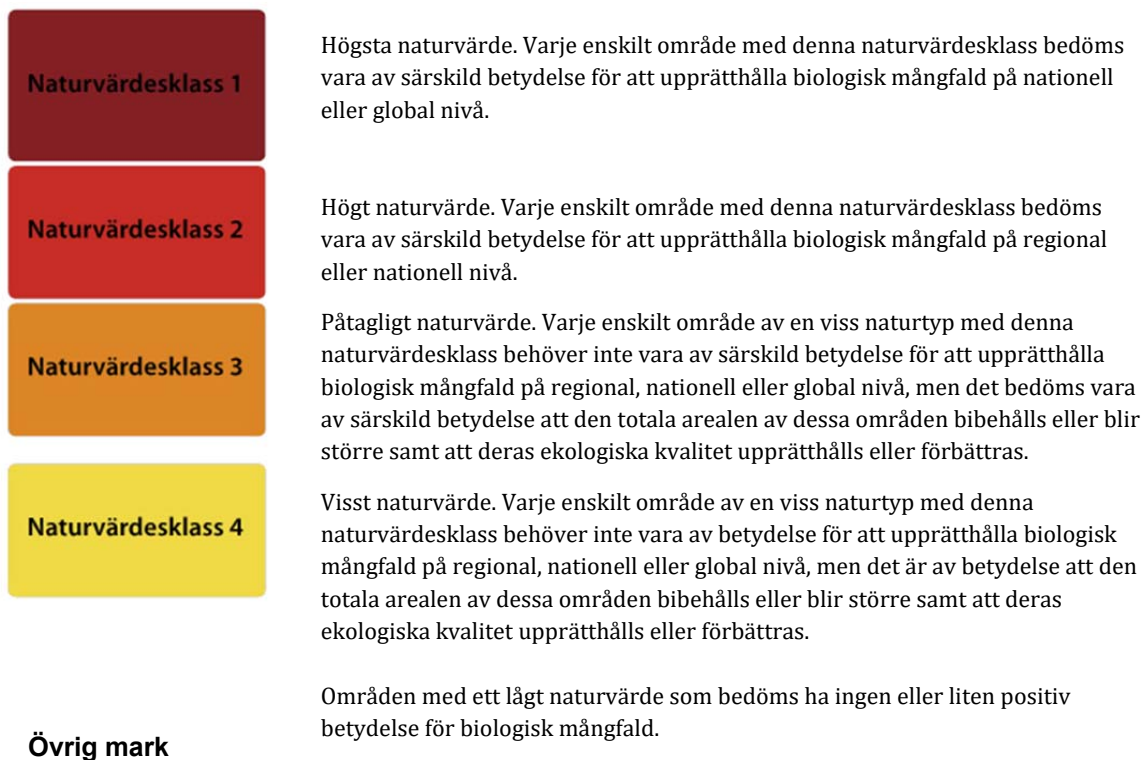 Naturvärdesklass 1
Högsta naturvärde. Varje enskilt område med denna naturvärdesklass bedöms
vara av särskild betydelse för att upprätthålla biologisk mångfald på nationell
eller global nivå.
Naturvärdesklass 2
Högt naturvärde. Varje enskilt område med denna naturvärdesklass bedöms
vara av särskild betydelse för att upprätthålla biologisk mångfald på regional
eller nationell nivå.
Naturvärdesklass 3
Påtagligt naturvärde. Varje enskilt område av en viss naturtyp med denna
naturvärdesklass behöver inte vara av särskild betydelse för att upprätthålla
biologisk mångfald på regional, nationell eller global nivå, men det bedöms vara
av särskild betydelse att den totala arealen av dessa områden bibehålls eller blir
större samt att deras ekologiska kvalitet upprätthålls eller förbättras.
Naturvärdesklass 4
Visst naturvärde. Varje enskilt område av en viss naturtyp med denna
naturvärdesklass behöver inte vara av betydelse för att upprätthålla biologisk
mångfald på regional, nationell eller global nivå, men det är av betydelse att den
totala arealen av dessa områden bibehålls eller blir större samt att deras
ekologiska kvalitet upprätthålls eller förbättras.
Övrig mark
Områden med ett lågt naturvärde som bedöms ha ingen eller liten positiv
betydelse för biologisk mångfald.